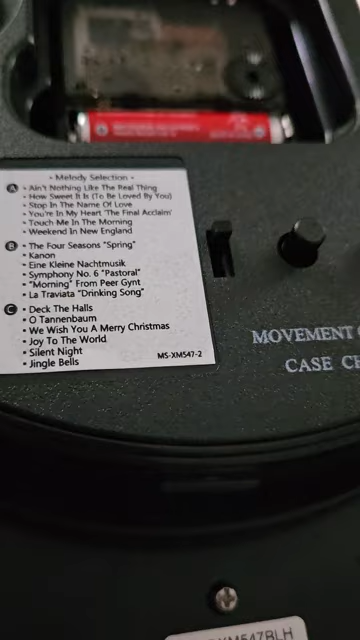 - Melody Selection -
A - Ain't Nothing Like The Real Thing
- How Sweet It Is (To Be Loved By You)
- Stop In The Name Of Love
- You're In My Heart 'The Final Acclaim'
- Touch Me In The Morning
- Weekend In New England
B - The Four Seasons "Spring"
- Kanon
- Eine Kleine Nachtmusik
- Symphony No. 6 "Pastoral"
- "Morning" From Peer Gynt
- La Traviata "Drinking Song"
C - Deck The Halls
- O Tannenbaum
- We Wish You A Merry Christmas
- Joy To The World
- Silent Night
- Jingle Bells
MS-XM547-2
MOVEMENT
CASE
XM547BLH